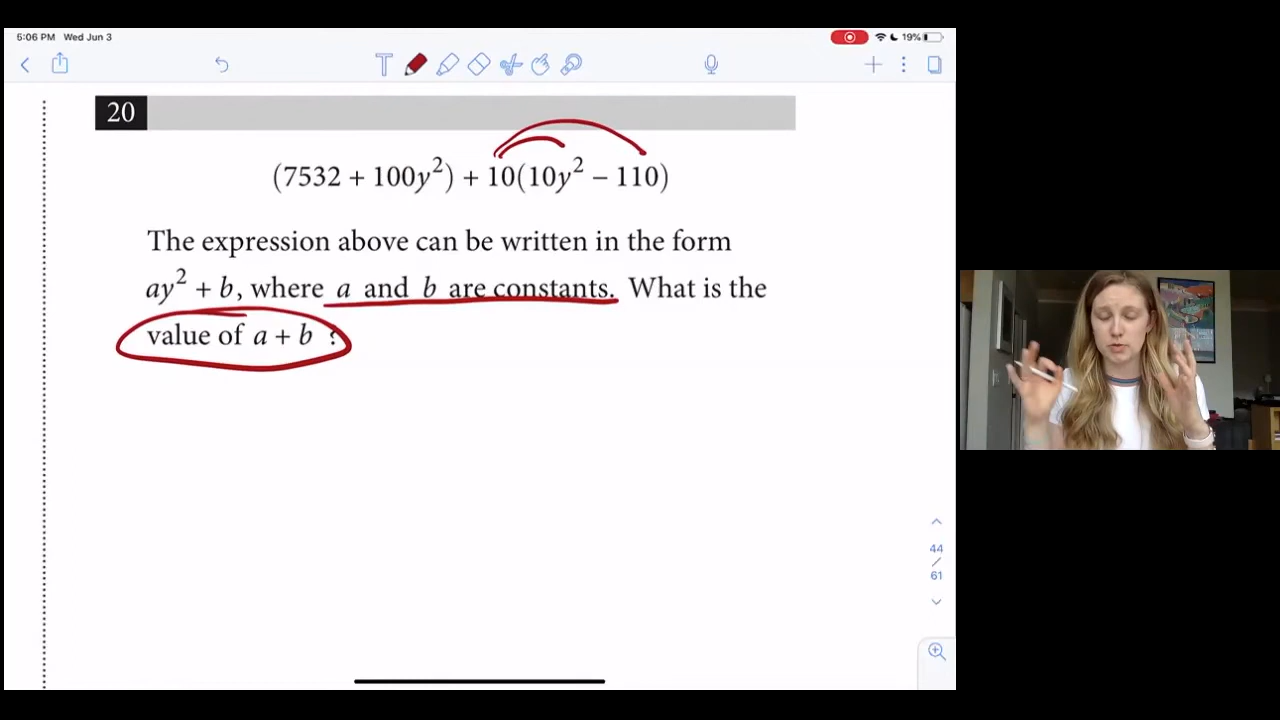 5:06 PM Wed Jun 3
19%
T
20
(7532 + 100y²) + 10(10y² − 110)
The expression above can be written in the form
ay² + b, where a and b are constants. What is the
value of a + b ?
44
/
61